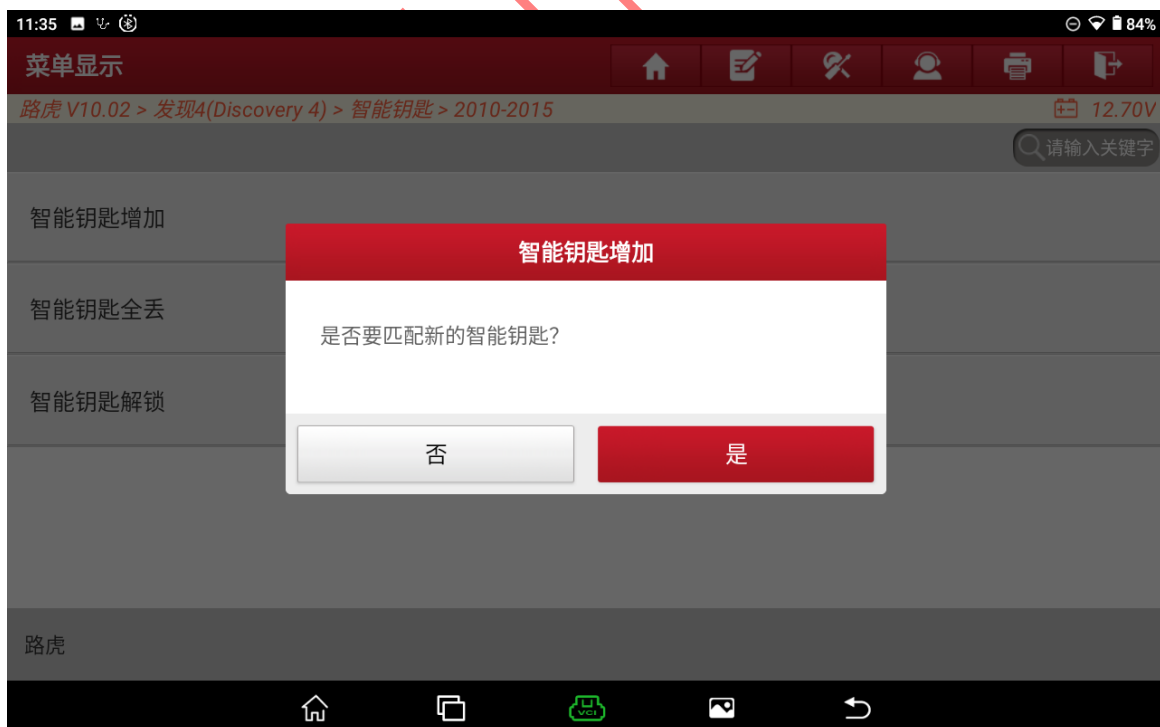 11:35
84%
菜单显示
路虎 V10.02 > 发现4(Discovery 4) > 智能钥匙 > 2010-2015
12.70V
请输入关键字
智能钥匙增加
智能钥匙全丢
智能钥匙解锁
智能钥匙增加
是否要匹配新的智能钥匙?
否
是
路虎
VCI